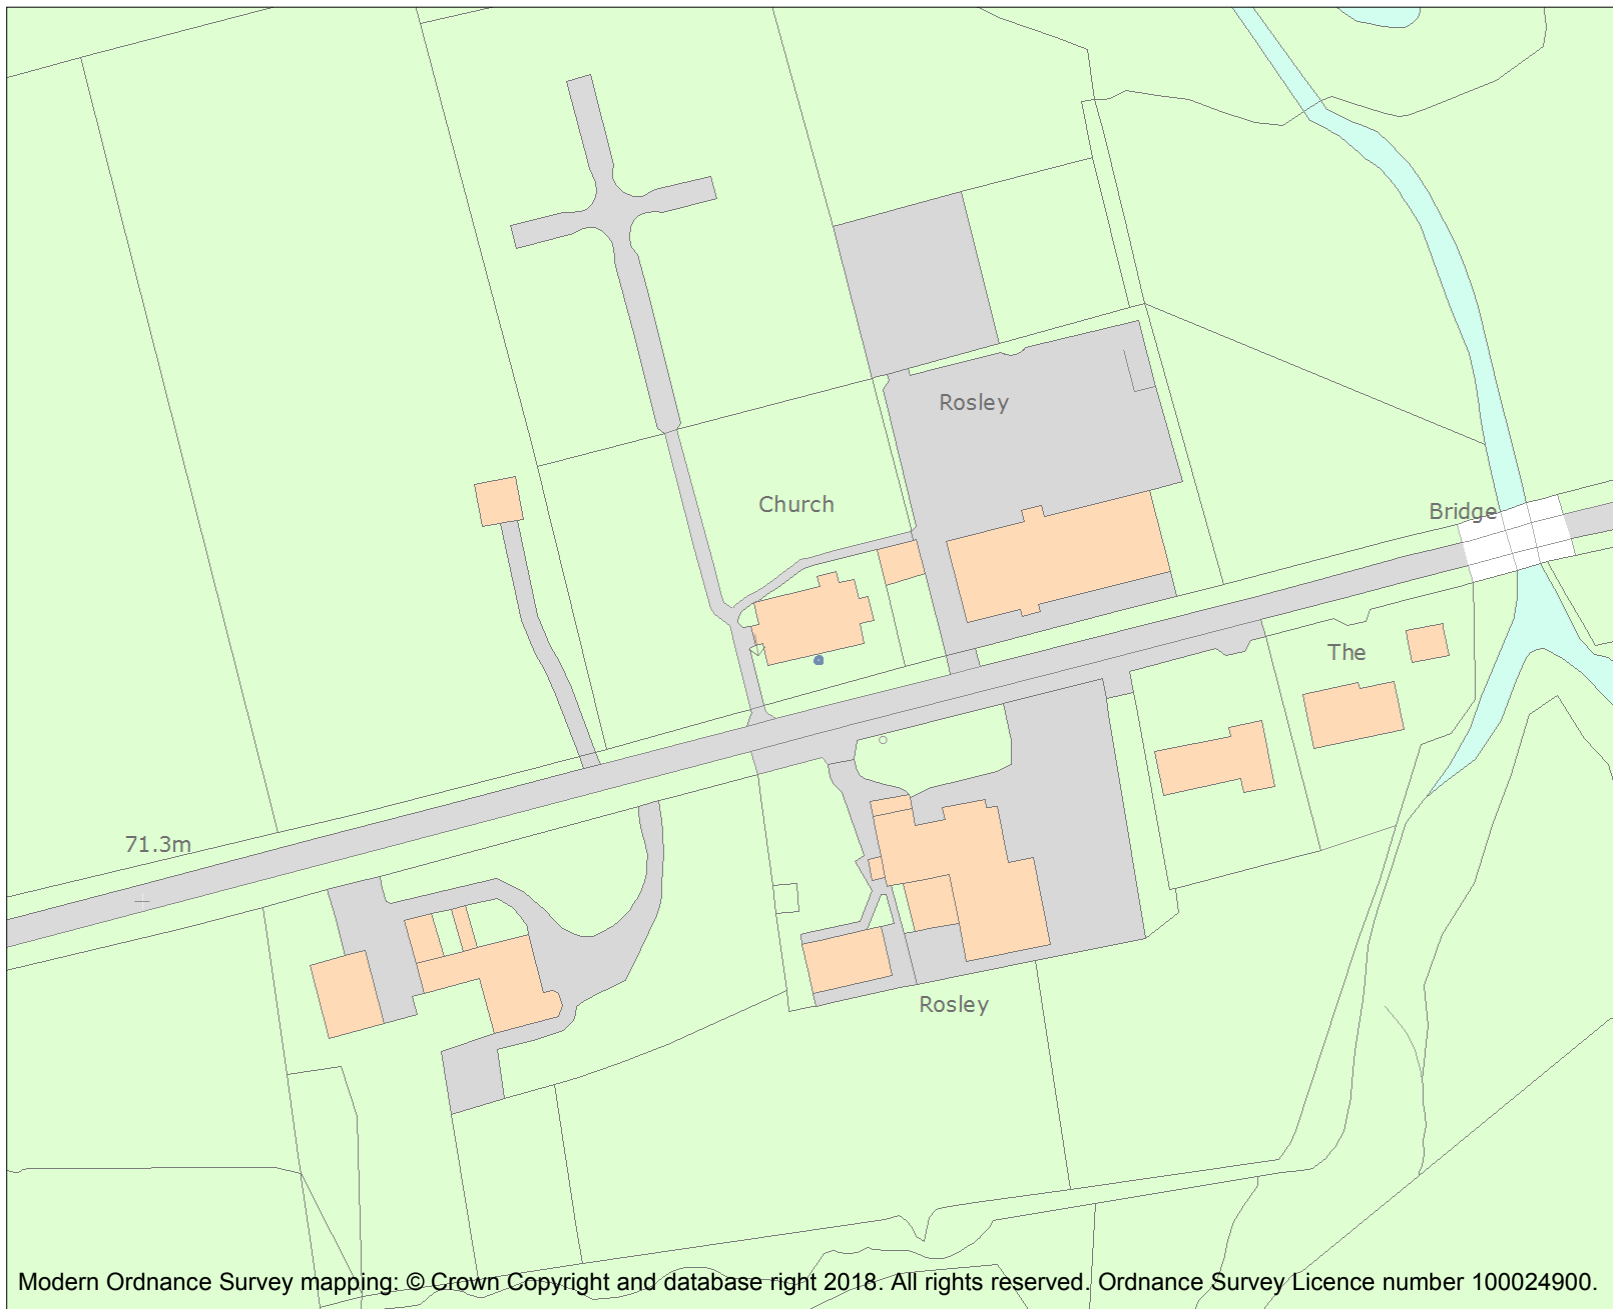 Rosley
Church
Bridge
The
71.3m
Rosley
Modern Ordnance Survey mapping: © Crown Copyright and database right 2018. All rights reserved. Ordnance Survey Licence number 100024900.